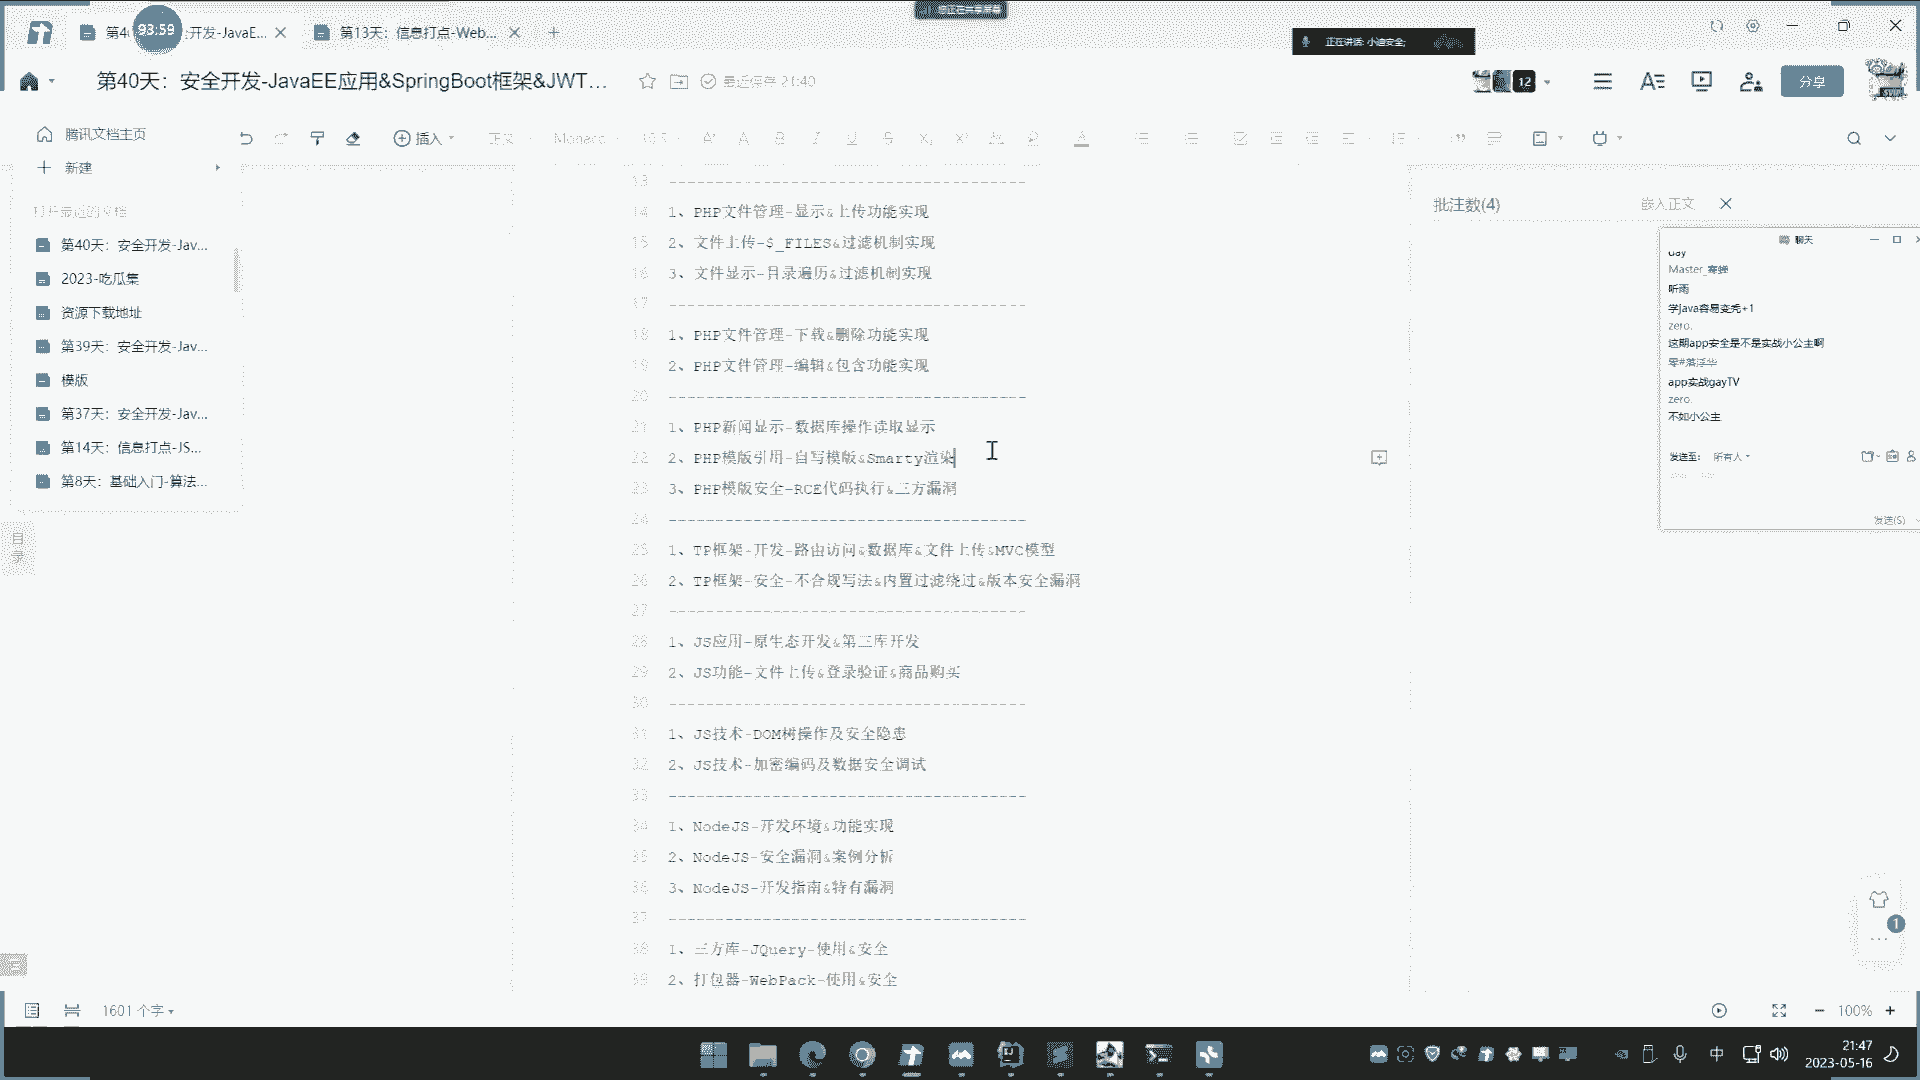 您正在共享屏幕
第4
93:59
:开发-JavaE...
第13天：信息打点-Web...
正在讲话: 小迪安全;
第40天：安全开发-JavaEE应用&SpringBoot框架&JWT...
最近保存 21:40
12
分享
腾讯文档主页
插入
正文
Monaco
10.5
新建
打开最近的文档
第40天：安全开发-Jav...
2023-吃瓜集
资源下载地址
第39天：安全开发-Jav...
模版
第37天：安全开发-Jav...
第14天：信息打点-JS...
第8天：基础入门-算法...
目录
13 ---------------------------------------
14 1、PHP文件管理-显示&上传功能实现
15 2、文件上传-$_FILES&过滤机制实现
16 3、文件显示-目录遍历&过滤机制实现
17 ---------------------------------------
18 1、PHP文件管理-下载&删除功能实现
19 2、PHP文件管理-编辑&包含功能实现
20 ---------------------------------------
21 1、PHP新闻显示-数据库操作读取显示
22 2、PHP模版引用-自写模版&Smarty渲染
23 3、PHP模版安全-RCE代码执行&三方漏洞
24 ---------------------------------------
25 1、TP框架-开发-路由访问&数据库&文件上传&MVC模型
26 2、TP框架-安全-不合规写法&内置过滤绕过&版本安全漏洞
27 ---------------------------------------
28 1、JS应用-原生态开发&第三库开发
29 2、JS功能-文件上传&登录验证&商品购买
30 ---------------------------------------
31 1、JS技术-DOM树操作及安全隐患
32 2、JS技术-加密编码及数据安全调试
33 ---------------------------------------
34 1、NodeJS-开发环境&功能实现
35 2、NodeJS-安全漏洞&案例分析
36 3、NodeJS-开发指南&特有漏洞
37 ---------------------------------------
38 1、三方库-JQuery-使用&安全
39 2、打包器-WebPack-使用&安全
批注数(4)
嵌入正文
聊天
day
Master_寒蝉
听雨
学java容易变秃+1
zero.
这期app安全是不是实战小公主啊
零#落浮华
app实战gayTV
zero.
不如小公主
发送至: 所有人
发送(S)
1
1601 个字
100%
中
21:47
2023-05-16